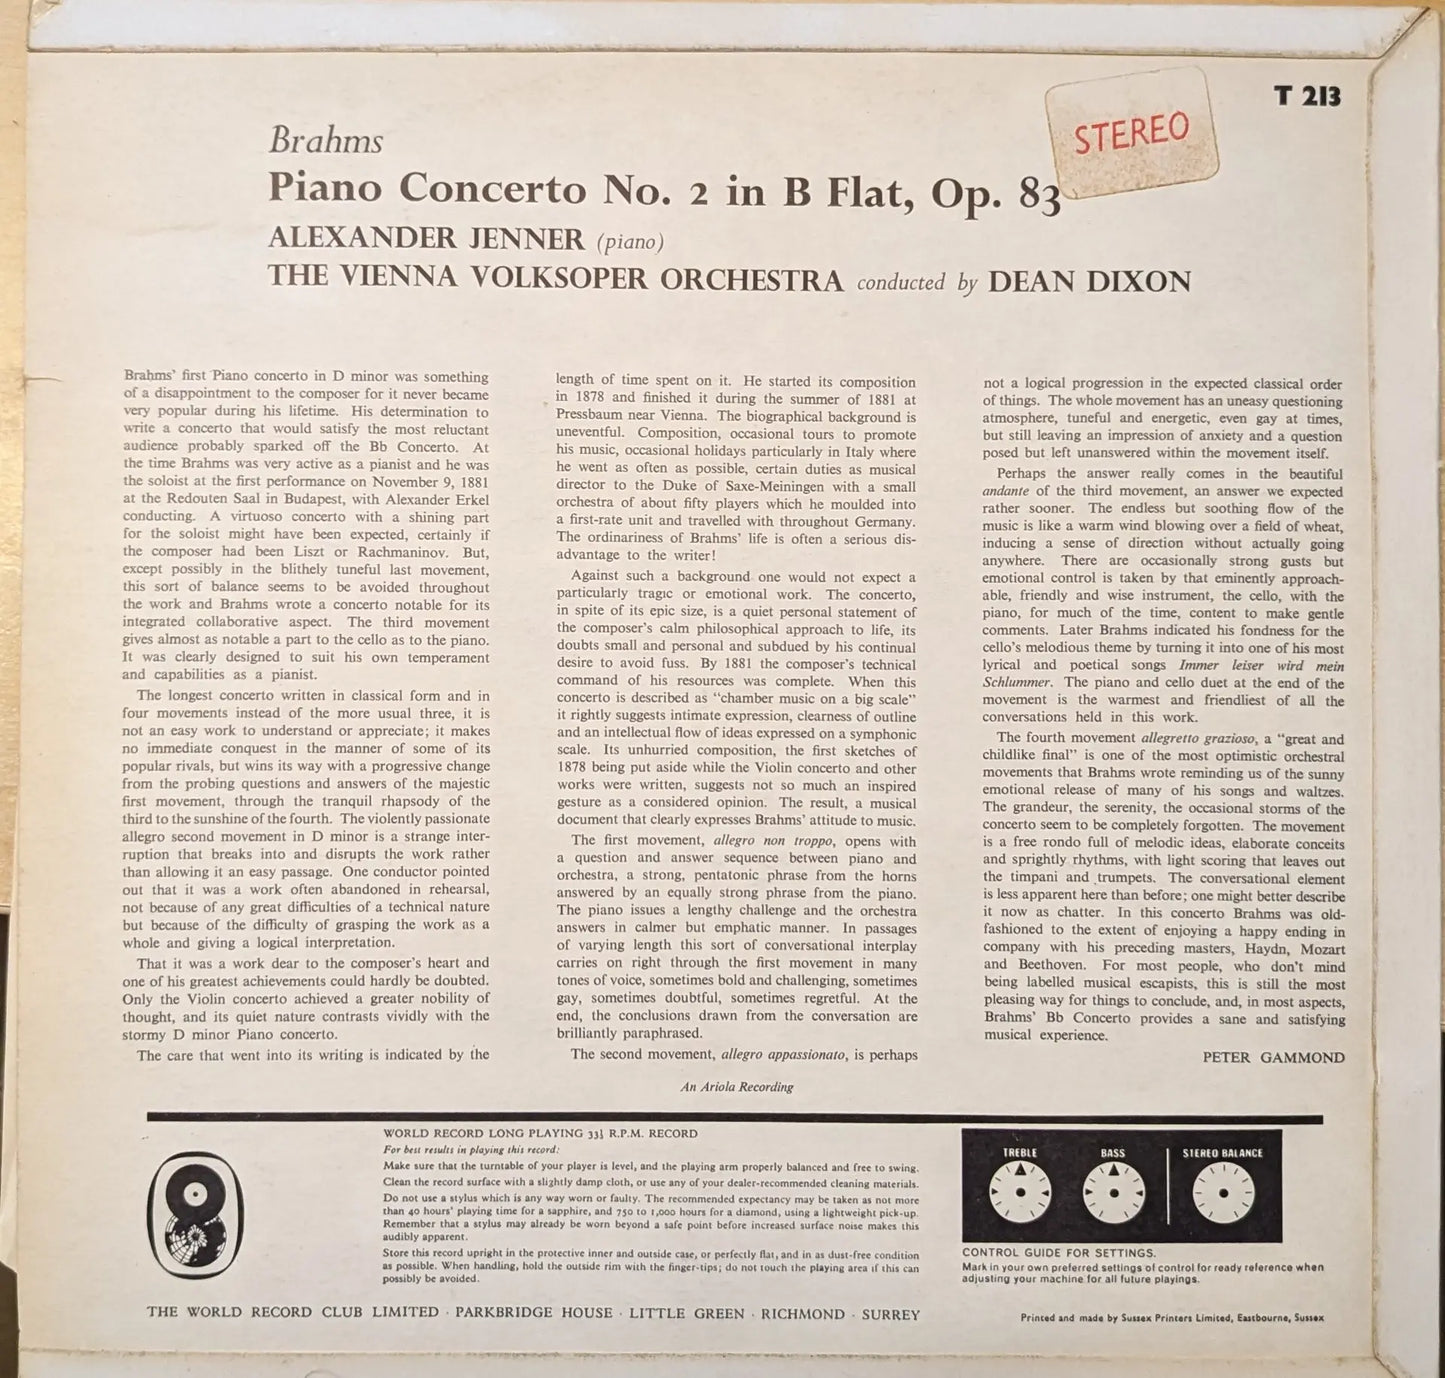 T 213
STEREO
Brahms
Piano Concerto No. 2 in B Flat, Op. 83
ALEXANDER JENNER (piano)
THE VIENNA VOLKSOPER ORCHESTRA conducted by DEAN DIXON
Brahms' first Piano concerto in D minor was something
of a disappointment to the composer for it never became
very popular during his lifetime. His determination to
write a concerto that would satisfy the most reluctant
audience probably sparked off the Bb Concerto. At
the time Brahms was very active as a pianist and he was
the soloist at the first performance on November 9, 1881
at the Redouten Saal in Budapest, with Alexander Erkel
conducting. A virtuoso concerto with a shining part
for the soloist might have been expected, certainly if
the composer had been Liszt or Rachmaninov. But,
except possibly in the blithely tuneful last movement,
this sort of balance seems to be avoided throughout
the work and Brahms wrote a concerto notable for its
integrated collaborative aspect. The third movement
gives almost as notable a part to the cello as to the piano.
It was clearly designed to suit his own temperament
and capabilities as a pianist.
The longest concerto written in classical form and in
four movements instead of the more usual three, it is
not an easy work to understand or appreciate; it makes
no immediate conquest in the manner of some of its
popular rivals, but wins its way with a progressive change
from the probing questions and answers of the majestic
first movement, through the tranquil rhapsody of the
third to the sunshine of the fourth. The violently passionate
allegro second movement in D minor is a strange inter-
ruption that breaks into and disrupts the work rather
than allowing it an easy passage. One conductor pointed
out that it was a work often abandoned in rehearsal,
not because of any great difficulties of a technical nature
but because of the difficulty of grasping the work as a
whole and giving a logical interpretation.
That it was a work dear to the composer's heart and
one of his greatest achievements could hardly be doubted.
Only the Violin concerto achieved a greater nobility of
thought, and its quiet nature contrasts vividly with the
stormy D minor Piano concerto.
The care that went into its writing is indicated by the
length of time spent on it. He started its composition
in 1878 and finished it during the summer of 1881 at
Pressbaum near Vienna. The biographical background is
uneventful. Composition, occasional tours to promote
his music, occasional holidays particularly in Italy where
he went as often as possible, certain duties as musical
director to the Duke of Saxe-Meiningen with a small
orchestra of about fifty players which he moulded into
a first-rate unit and travelled with throughout Germany.
The ordinariness of Brahms' life is often a serious dis-
advantage to the writer!
Against such a background one would not expect a
particularly tragic or emotional work. The concerto,
in spite of its epic size, is a quiet personal statement of
the composer's calm philosophical approach to life, its
doubts small and personal and subdued by his continual
desire to avoid fuss. By 1881 the composer's technical
command of his resources was complete. When this
concerto is described as "chamber music on a big scale"
it rightly suggests intimate expression, clearness of outline
and an intellectual flow of ideas expressed on a symphonic
scale. Its unhurried composition, the first sketches of
1878 being put aside while the Violin concerto and other
works were written, suggests not so much an inspired
gesture as a considered opinion. The result, a musical
document that clearly expresses Brahms' attitude to music.
The first movement, allegro non troppo, opens with
a question and answer sequence between piano and
orchestra, a strong, pentatonic phrase from the horns
answered by an equally strong phrase from the piano.
The piano issues a lengthy challenge and the orchestra
answers in calmer but emphatic manner. In passages
of varying length this sort of conversational interplay
carries on right through the first movement in many
tones of voice, sometimes bold and challenging, sometimes
gay, sometimes doubtful, sometimes regretful. At the
end, the conclusions drawn from the conversation are
brilliantly paraphrased.
The second movement, allegro appassionato, is perhaps
not a logical progression in the expected classical order
of things. The whole movement has an uneasy questioning
atmosphere, tuneful and energetic, even gay at times,
but still leaving an impression of anxiety and a question
posed but left unanswered within the movement itself.
Perhaps the answer really comes in the beautiful
andante of the third movement, an answer we expected
rather sooner. The endless but soothing flow of the
music is like a warm wind blowing over a field of wheat,
inducing a sense of direction without actually going
anywhere. There are occasionally strong gusts but
emotional control is taken by that eminently approach-
able, friendly and wise instrument, the cello, with the
piano, for much of the time, content to make gentle
comments. Later Brahms indicated his fondness for the
cello's melodious theme by turning it into one of his most
lyrical and poetical songs Immer leiser wird mein
Schlummer. The piano and cello duet at the end of the
movement is the warmest and friendliest of all the
conversations held in this work.
The fourth movement allegretto grazioso, a "great and
childlike final" is one of the most optimistic orchestral
movements that Brahms wrote reminding us of the sunny
emotional release of many of his songs and waltzes.
The grandeur, the serenity, the occasional storms of the
concerto seem to be completely forgotten. The movement
is a free rondo full of melodic ideas, elaborate conceits
and sprightly rhythms, with light scoring that leaves out
the timpani and trumpets. The conversational element
is less apparent here than before; one might better describe
it now as chatter. In this concerto Brahms was old-
fashioned to the extent of enjoying a happy ending in
company with his preceding masters, Haydn, Mozart
and Beethoven. For most people, who don't mind
being labelled musical escapists, this is still the most
pleasing way for things to conclude, and, in most aspects,
Brahms' Bb Concerto provides a sane and satisfying
musical experience.
PETER GAMMOND
An Ariola Recording
WORLD RECORD LONG PLAYING 33⅓ R.P.M. RECORD
For best results in playing this record:
Make sure that the turntable of your player is level, and the playing arm properly balanced and free to swing.
Clean the record surface with a slightly damp cloth, or use any of your dealer-recommended cleaning materials.
Do not use a stylus which is any way worn or faulty. The recommended expectancy may be taken as not more
than 40 hours' playing time for a sapphire, and 750 to 1,000 hours for a diamond, using a lightweight pick-up.
Remember that a stylus may already be worn beyond a safe point before increased surface noise makes this
audibly apparent.
Store this record upright in the protective inner and outside case, or perfectly flat, and in as dust-free condition
as possible. When handling, hold the outside rim with the finger-tips; do not touch the playing area if this can
possibly be avoided.
TREBLE
BASS
STEREO BALANCE
CONTROL GUIDE FOR SETTINGS.
Mark in your own preferred settings of control for ready reference when
adjusting your machine for all future playings.
THE WORLD RECORD CLUB LIMITED · PARKBRIDGE HOUSE · LITTLE GREEN · RICHMOND · SURREY
Printed and made by Sussex Printers Limited, Eastbourne, Sussex